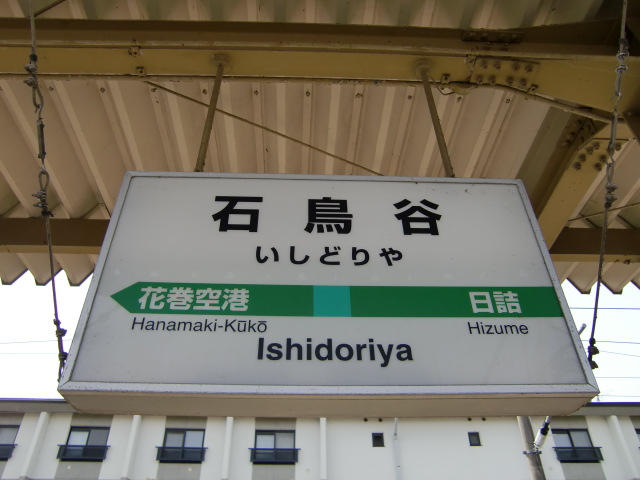 石鳥谷
いしどりや
花巻空港 日詰
Hanamaki-Kūkō Hizume
Ishidoriya